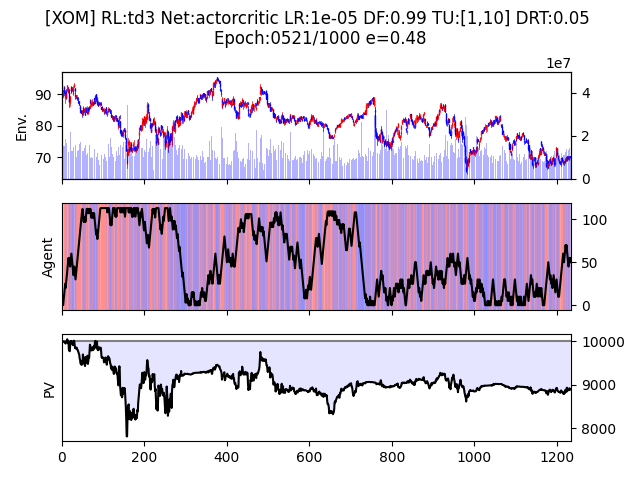 [XOM] RL:td3 Net:actorcritic LR:1e-05 DF:0.99 TU:[1,10] DRT:0.05
Epoch:0521/1000 e=0.48
1e7
Env.
90
80
70
4
2
0
Agent
100
50
0
PV
10000
9000
8000
0 200 400 600 800 1000 1200